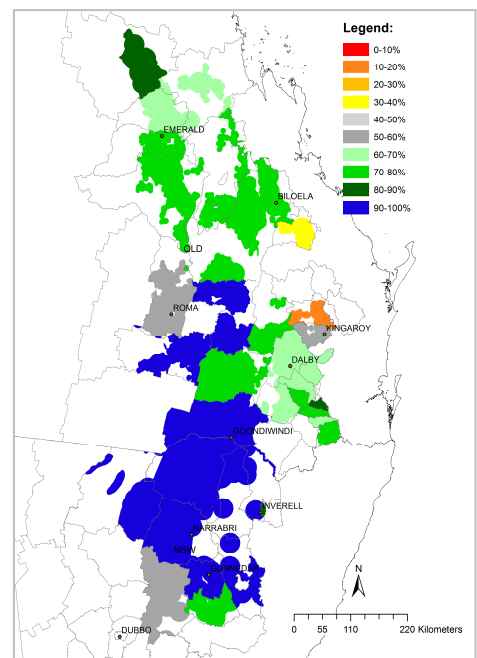 Legend:
0-10%
10-20%
20-30%
30-40%
40-50%
50-60%
60-70%
70 80%
80-90%
90-100%
EMERALD
BILOELA
QLD
ROMA
KINGAROY
DALBY
GOONDIWINDI
INVERELL
NARRABRI
NSW
GUNNEDAH
N
DUBBO
0 55 110 220 Kilometers